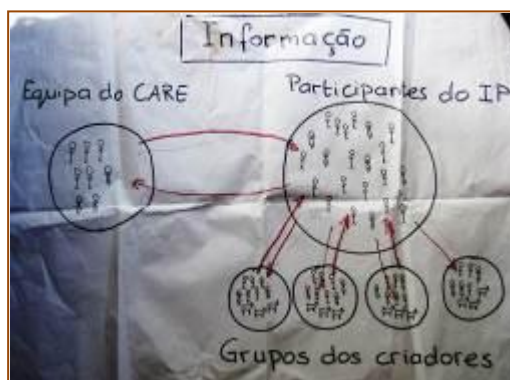 Informação
Equipa do CARE
Participantes do IP
Grupos dos criadores